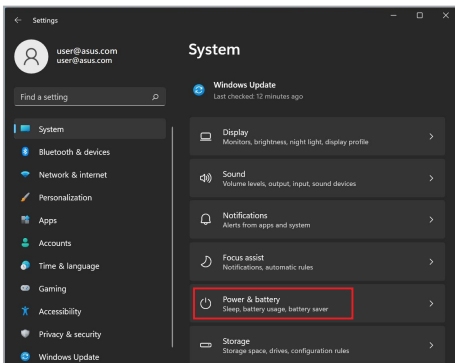 Settings
user@asus.com
user@asus.com
Find a setting
System
Bluetooth & devices
Network & internet
Personalization
Apps
Accounts
Time & language
Gaming
Accessibility
Privacy & security
Windows Update
System
Windows Update
Last checked: 12 minutes ago
Display
Monitors, brightness, night light, display profile
Sound
Volume levels, output, input, sound devices
Notifications
Alerts from apps and system
Focus assist
Notifications, automatic rules
Power & battery
Sleep, battery usage, battery saver
Storage
Storage space, drives, configuration rules